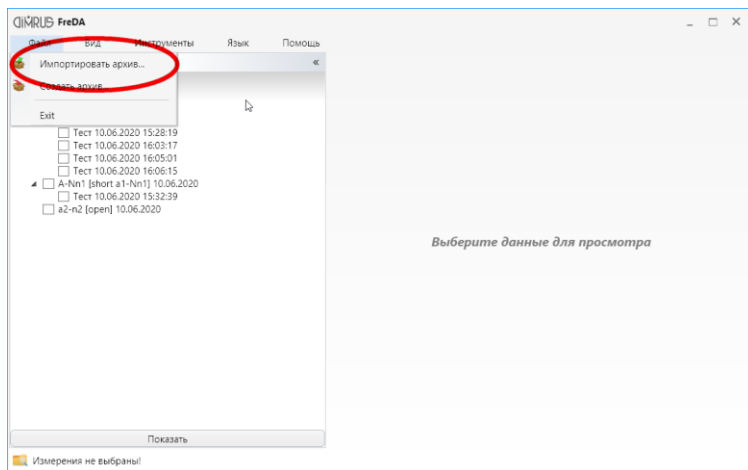 DiMRUS FreDA
Файл Вид Инструменты Язык Помощь
Импортировать архив...
«
Создать архив...
Exit
Тест 10.06.2020 15:28:19
Тест 10.06.2020 16:03:17
Тест 10.06.2020 16:05:01
Тест 10.06.2020 16:06:15
A-Nn1 [short a1-Nn1] 10.06.2020
Тест 10.06.2020 15:32:39
a2-n2 [open] 10.06.2020
Выберите данные для просмотра
Показать
Измерения не выбраны!